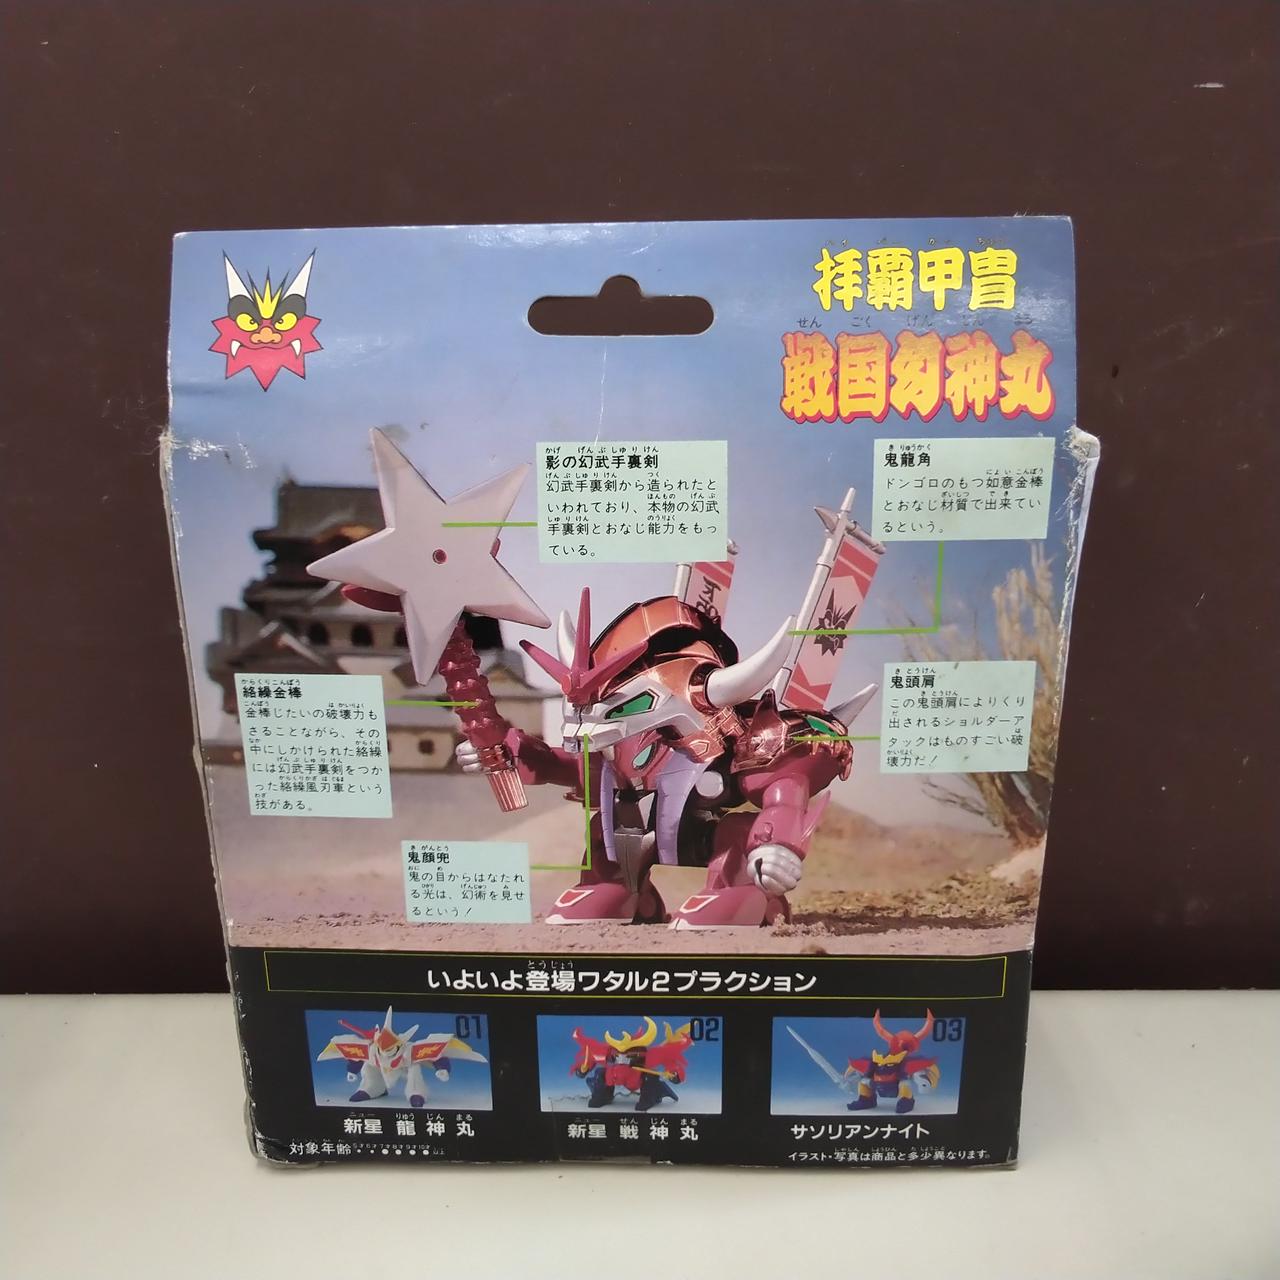 拝覇甲冑
せんごくげんじんまる
戦国幻神丸
影の幻武手裏剣
幻武手裏剣から造られたと
いわれており、本物の幻武
手裏剣とおなじ能力をもっ
ている。
鬼龍角
ドンゴロのもつ如意金棒
とおなじ材質で出来てい
るという。
鬼頭肩
この鬼頭肩によりくり
出されるショルダーア
タックはものすごい破
壊力だ!
絡繰金棒
金棒じたいの破壊力も
さることながら、その
中にしかけられた絡繰
には幻武手裏剣をつか
った絡繰風刃車という
技がある。
鬼顔兜
鬼の目からはなたれ
る光は、幻術を見せ
るという!
いよいよ登場ワタル2プラクション
01
02
03
新星龍神丸
新星戦神丸
サソリアンナイト
対象年齢
イラスト・写真は商品と多少異なります。